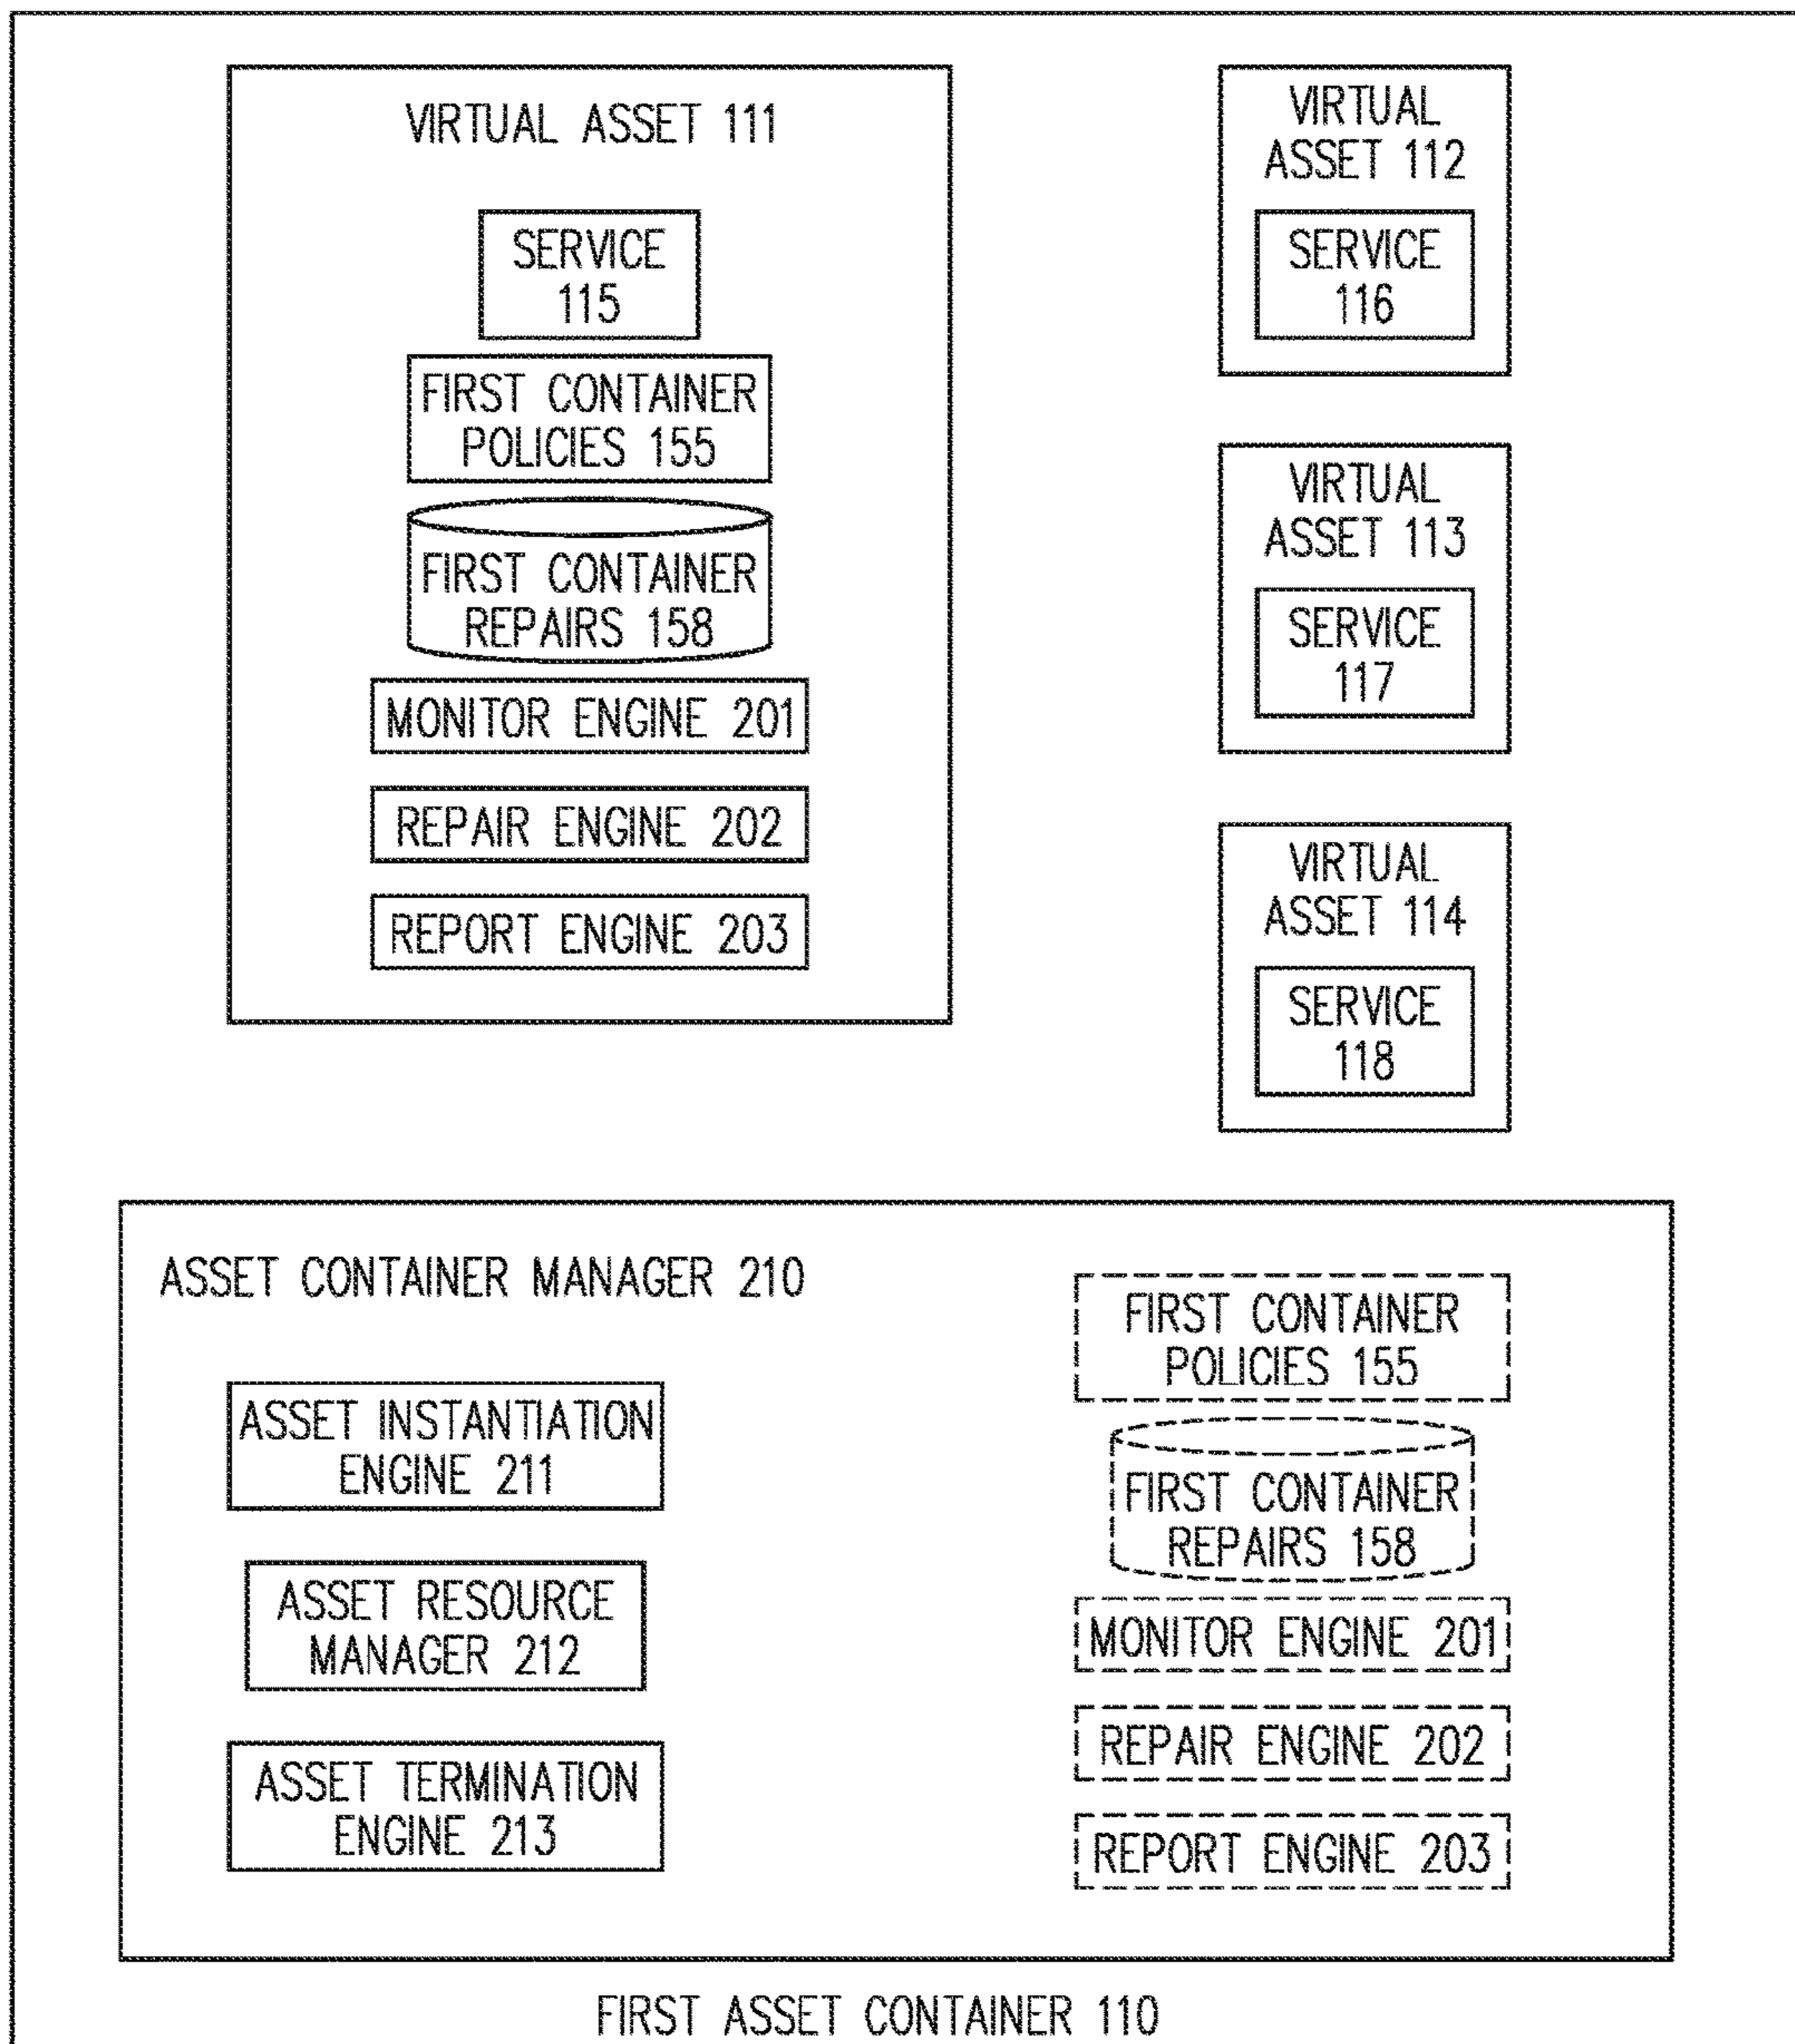 VIRTUAL ASSET 111
SERVICE
115
FIRST CONTAINER
POLICIES 155
FIRST CONTAINER
REPAIRS 158
MONITOR ENGINE 201
REPAIR ENGINE 202
REPORT ENGINE 203
VIRTUAL
ASSET 112
SERVICE
116
VIRTUAL
ASSET 113
SERVICE
117
VIRTUAL
ASSET 114
SERVICE
118
ASSET CONTAINER MANAGER 210
ASSET INSTANTIATION
ENGINE 211
ASSET RESOURCE
MANAGER 212
ASSET TERMINATION
ENGINE 213
FIRST CONTAINER
POLICIES 155
FIRST CONTAINER
REPAIRS 158
MONITOR ENGINE 201
REPAIR ENGINE 202
REPORT ENGINE 203
FIRST ASSET CONTAINER 110